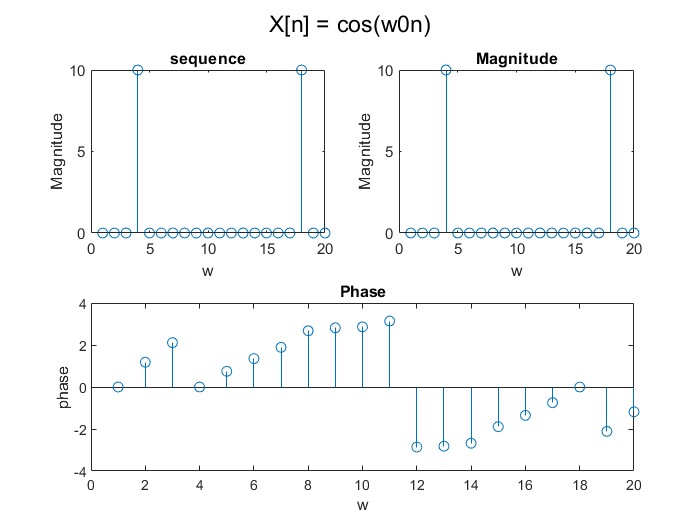 X[n] = cos(w0n)
sequence
Magnitude
10
5
0
0 5 10 15 20
w
Magnitude
Magnitude
10
5
0
0 5 10 15 20
w
Phase
phase
4
2
0
-2
-4
0 2 4 6 8 10 12 14 16 18 20
w